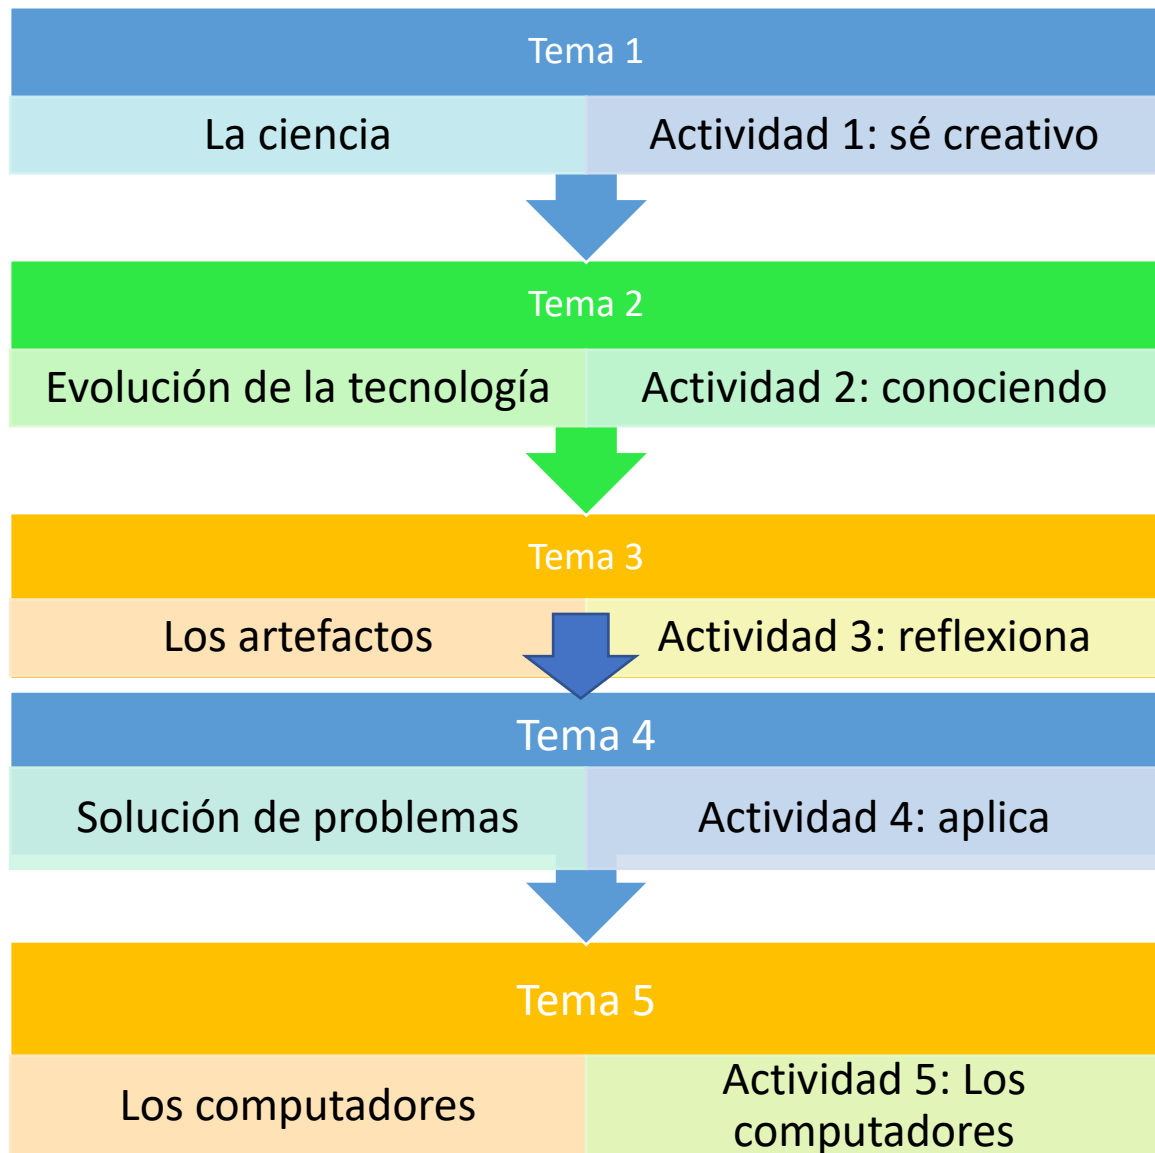 Tema 1
La ciencia
Actividad 1: sé creativo
Tema 2
Evolución de la tecnología
Actividad 2: conociendo
Tema 3
Los artefactos
Actividad 3: reflexiona
Tema 4
Solución de problemas
Actividad 4: aplica
Tema 5
Los computadores
Actividad 5: Los
computadores